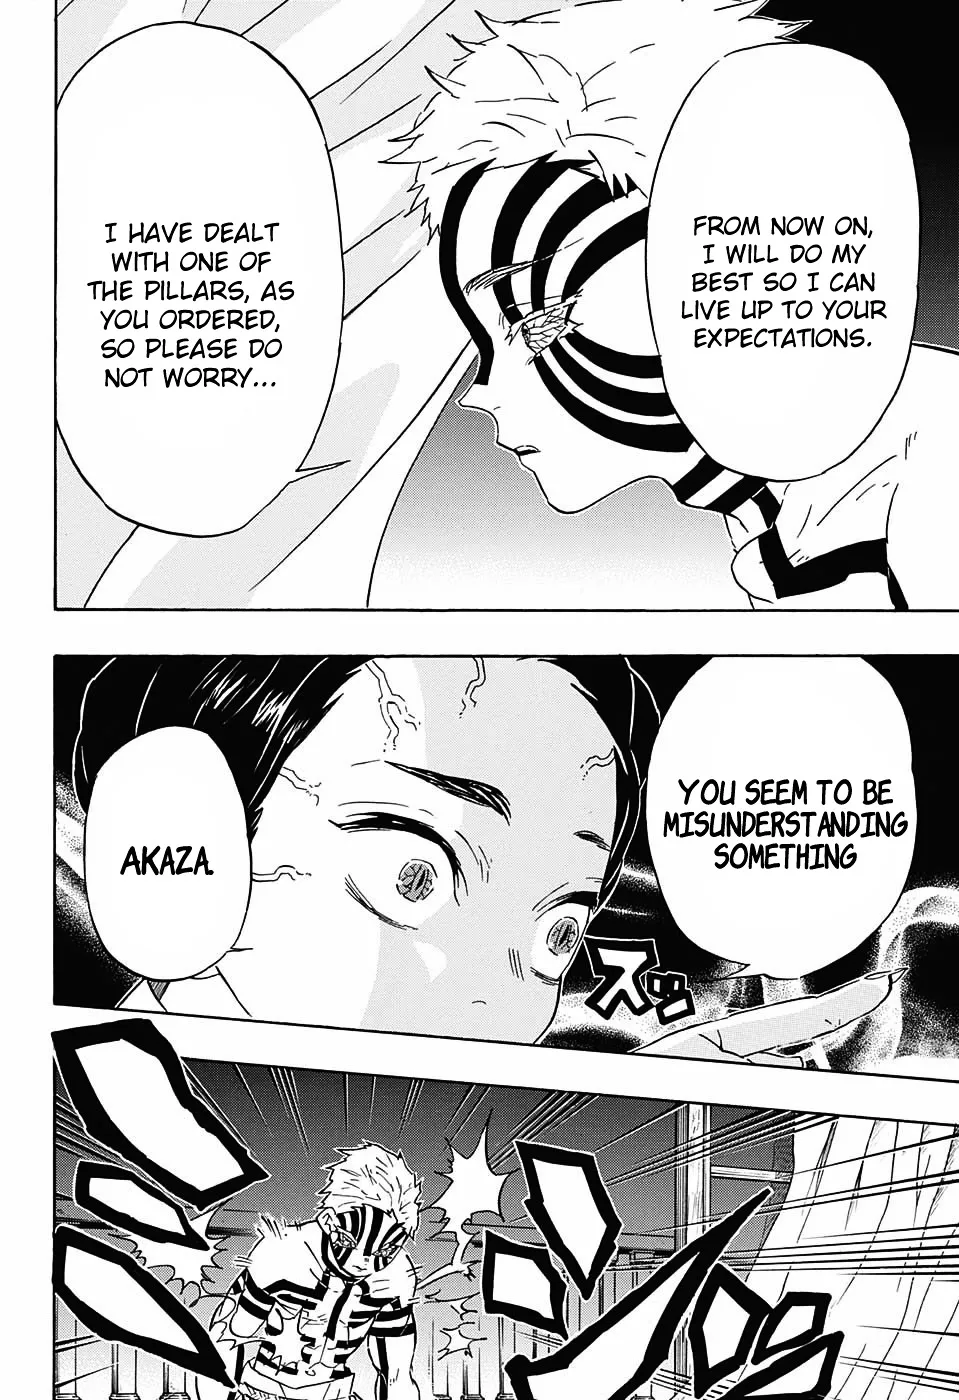 FROM NOW ON,
I WILL DO MY
BEST SO I CAN
LIVE UP TO YOUR
EXPECTATIONS.
I HAVE DEALT
WITH ONE OF
THE PILLARS, AS
YOU ORDERED,
SO PLEASE DO
NOT WORRY...
YOU SEEM TO BE
MISUNDERSTANDING
SOMETHING
AKAZA.
ズ